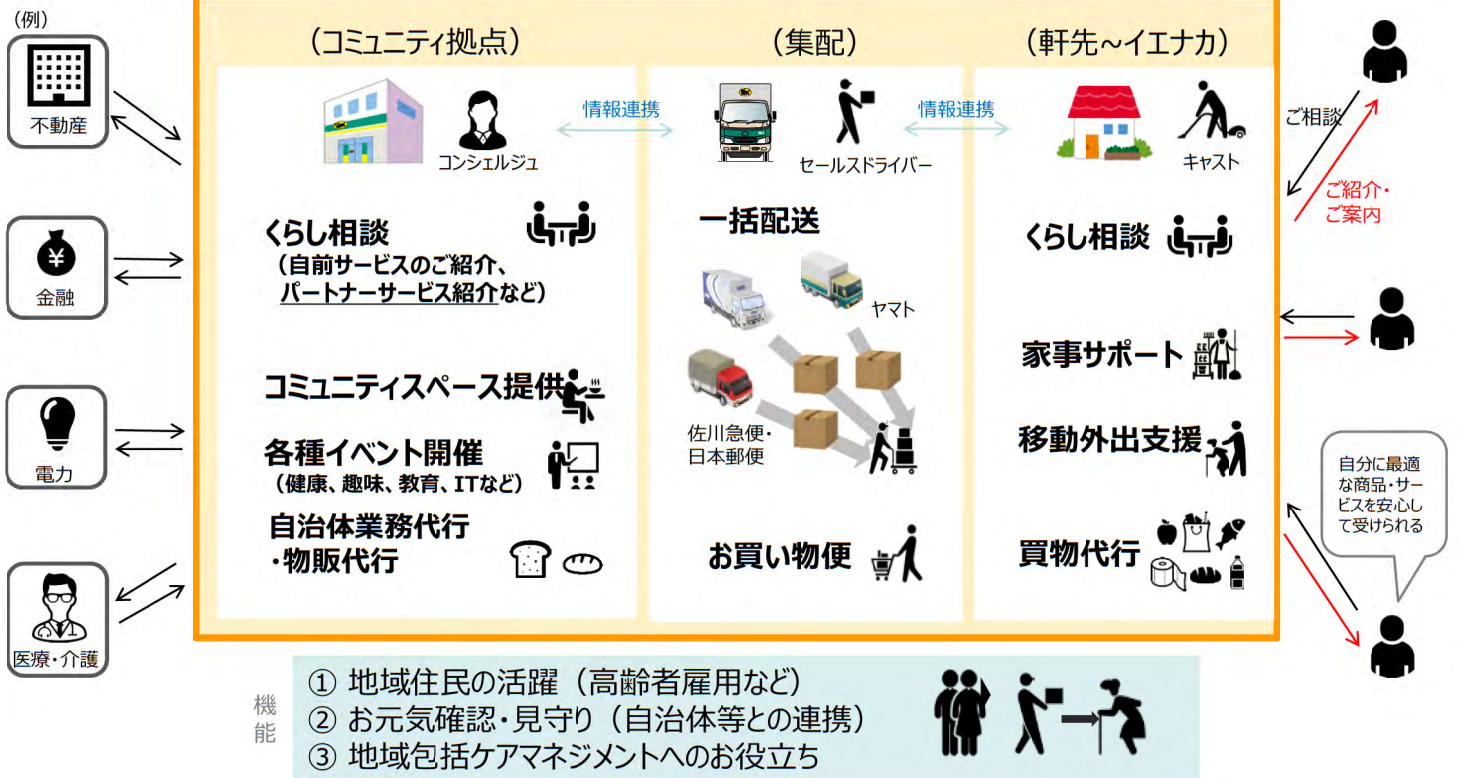 (例)
不動産
金融
電力
医療・介護
(コミュニティ拠点)
コンシェルジュ
情報連携
くらし相談
(自前サービスのご紹介、
パートナーサービス紹介など)
コミュニティスペース提供
各種イベント開催
(健康、趣味、教育、ITなど)
自治体業務代行
・物販代行
(集配)
セールスドライバー
情報連携
一括配送
ヤマト
佐川急便・
日本郵便
お買い物便
(軒先~イエナカ)
キャスト
くらし相談
家事サポート
移動外出支援
買物代行
ご相談
ご紹介・
ご案内
自分に最適
な商品・サー
ビスを安心し
て受けられる
機
能
① 地域住民の活躍(高齢者雇用など)
② お元気確認・見守り(自治体等との連携)
③ 地域包括ケアマネジメントへのお役立ち